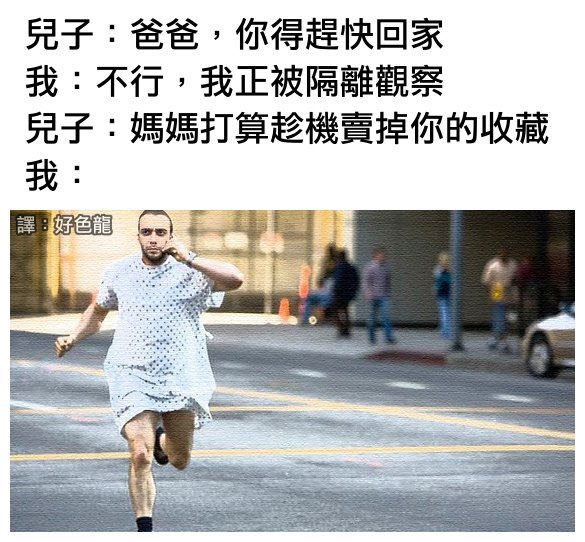 兒子：爸爸，你得趕快回家
我：不行，我正被隔離觀察
兒子：媽媽打算趁機賣掉你的收藏
我：
譯：好色龍